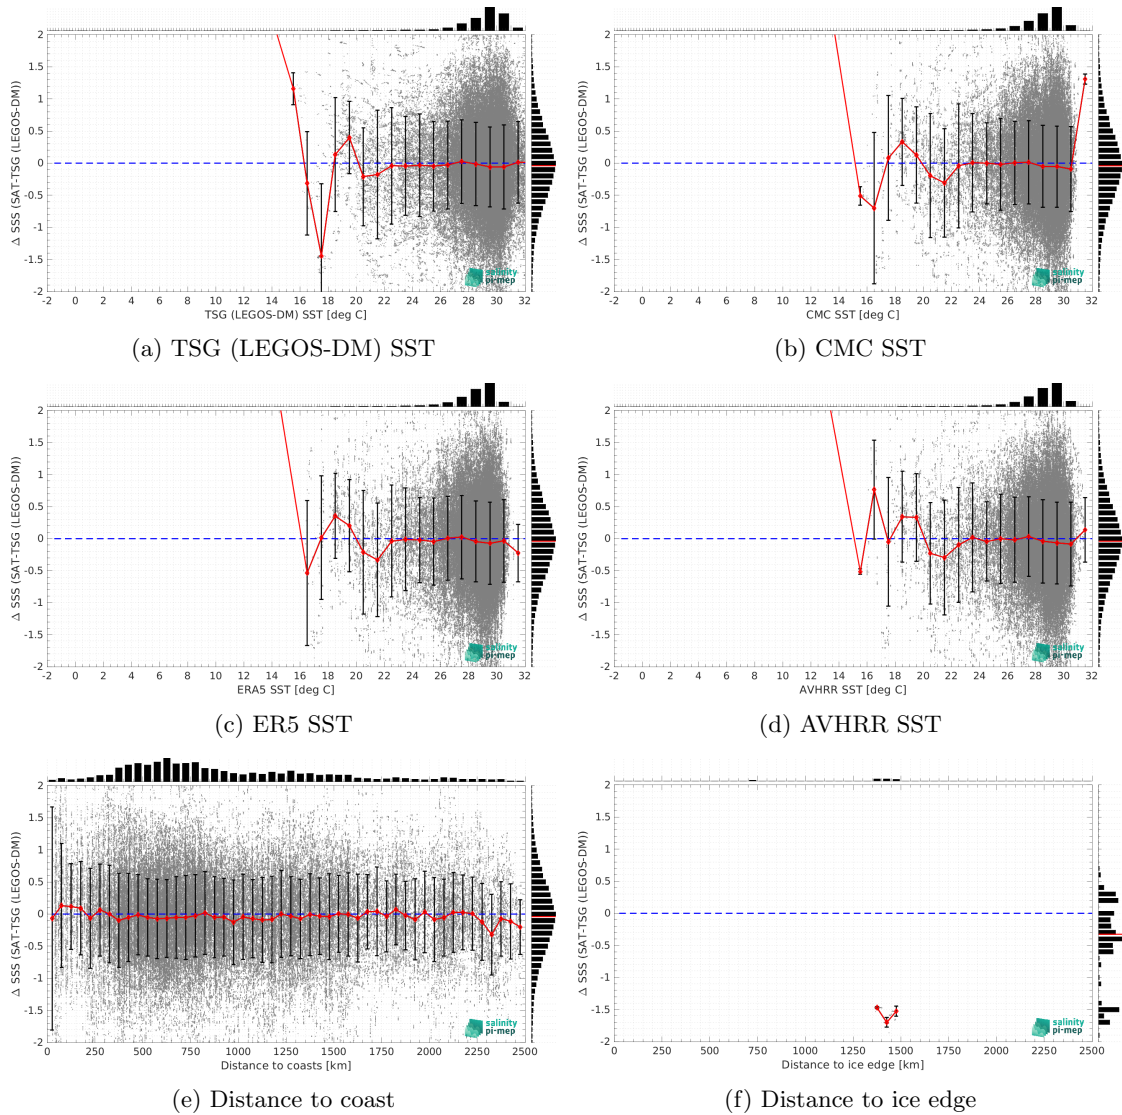 2
1.5
1
0.5
0
-0.5
-1
-1.5
-2
Δ SSS (SAT-TSG (LEGOS-DM))
salinity
pi-mep
-2 0 2 4 6 8 10 12 14 16 18 20 22 24 26 28 30 32
TSG (LEGOS-DM) SST [deg C]
(a) TSG (LEGOS-DM) SST
2
1.5
1
0.5
0
-0.5
-1
-1.5
-2
Δ SSS (SAT-TSG (LEGOS-DM))
salinity
pi-mep
-2 0 2 4 6 8 10 12 14 16 18 20 22 24 26 28 30 32
CMC SST [deg C]
(b) CMC SST
2
1.5
1
0.5
0
-0.5
-1
-1.5
-2
Δ SSS (SAT-TSG (LEGOS-DM))
salinity
pi-mep
-2 0 2 4 6 8 10 12 14 16 18 20 22 24 26 28 30 32
ERA5 SST [deg C]
(c) ER5 SST
2
1.5
1
0.5
0
-0.5
-1
-1.5
-2
Δ SSS (SAT-TSG (LEGOS-DM))
salinity
pi-mep
-2 0 2 4 6 8 10 12 14 16 18 20 22 24 26 28 30 32
AVHRR SST [deg C]
(d) AVHRR SST
2
1.5
1
0.5
0
-0.5
-1
-1.5
-2
Δ SSS (SAT-TSG (LEGOS-DM))
salinity
pi-mep
0 250 500 750 1000 1250 1500 1750 2000 2250 2500
Distance to coasts [km]
(e) Distance to coast
2
1.5
1
0.5
0
-0.5
-1
-1.5
-2
Δ SSS (SAT-TSG (LEGOS-DM))
salinity
pi-mep
0 250 500 750 1000 1250 1500 1750 2000 2250 2500
Distance to ice edge [km]
(f) Distance to ice edge